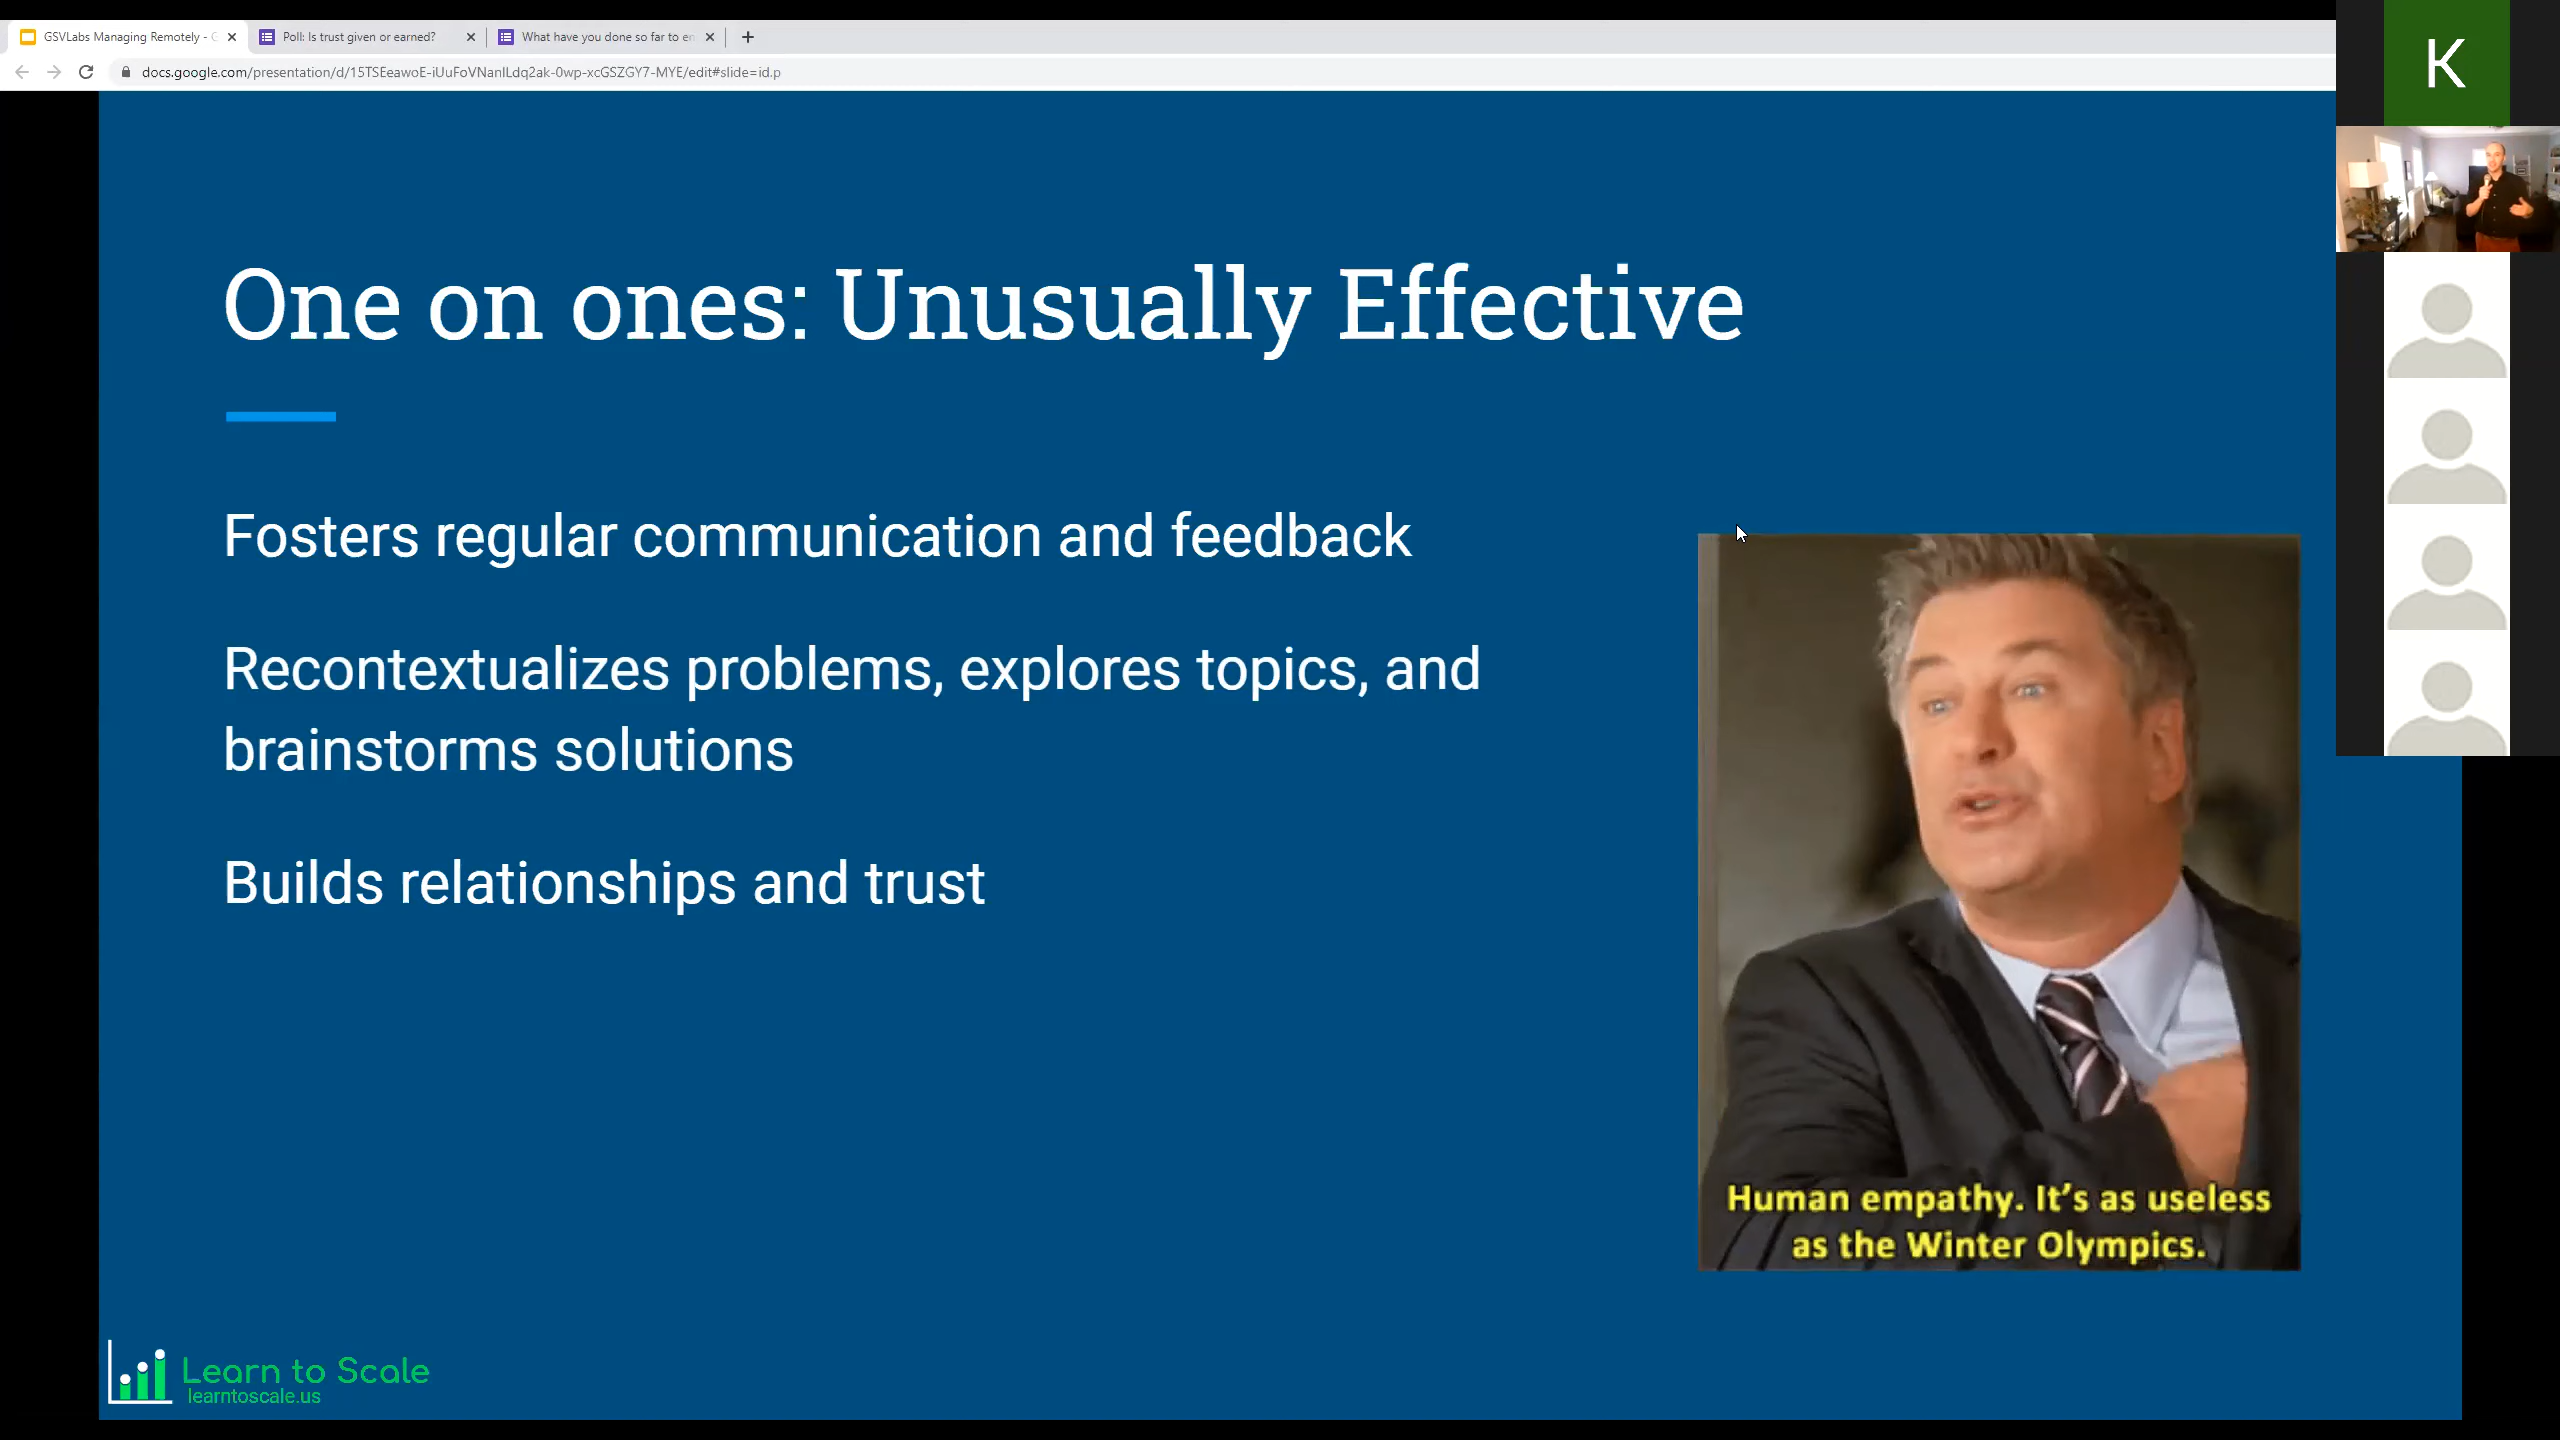 GSVLabs Managing Remotely - G
Poll: Is trust given or earned?
What have you done so far to en
docs.google.com/presentation/d/15TSEeawoE-iUuFoVNanILdq2ak-0wp-xcGSZGY7-MYE/edit#slide=id.p
K
One on ones: Unusually Effective
Fosters regular communication and feedback
Recontextualizes problems, explores topics, and
brainstorms solutions
Builds relationships and trust
Human empathy. It's as useless
as the Winter Olympics.
Learn to Scale
learntoscale.us